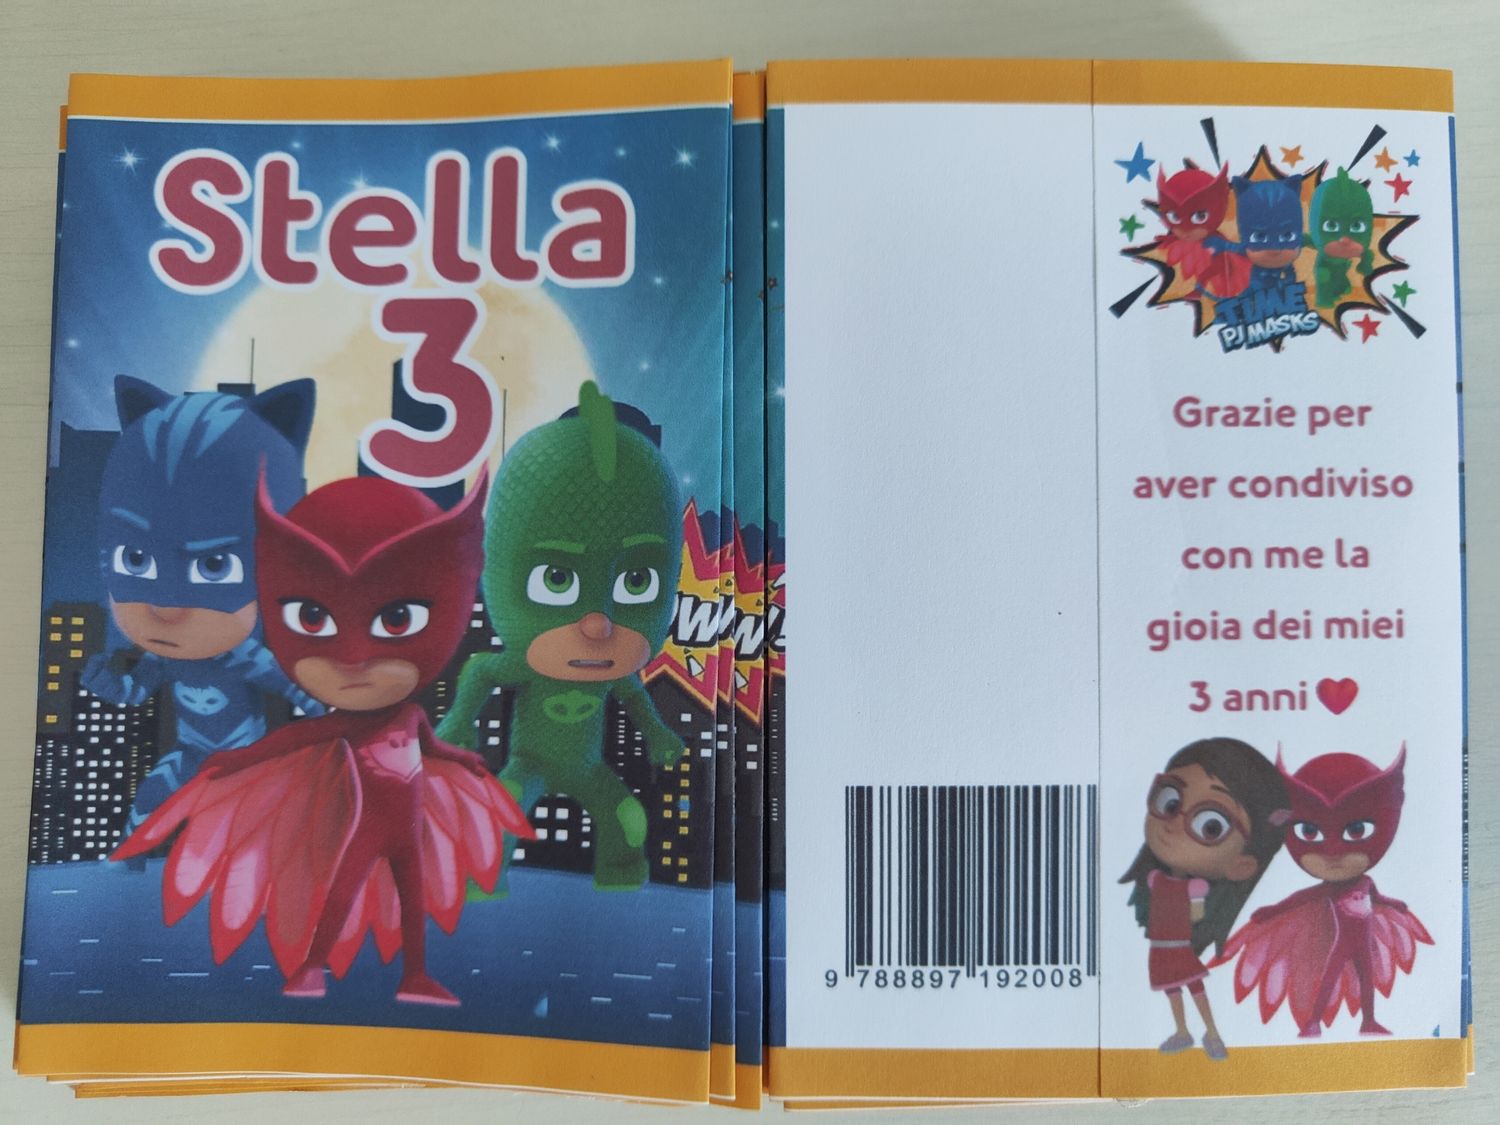 Stella
3
TIME
PJ MASKS
Grazie per
aver condiviso
con me la
gioia dei miei
3 anni ❤
9 788897 192008